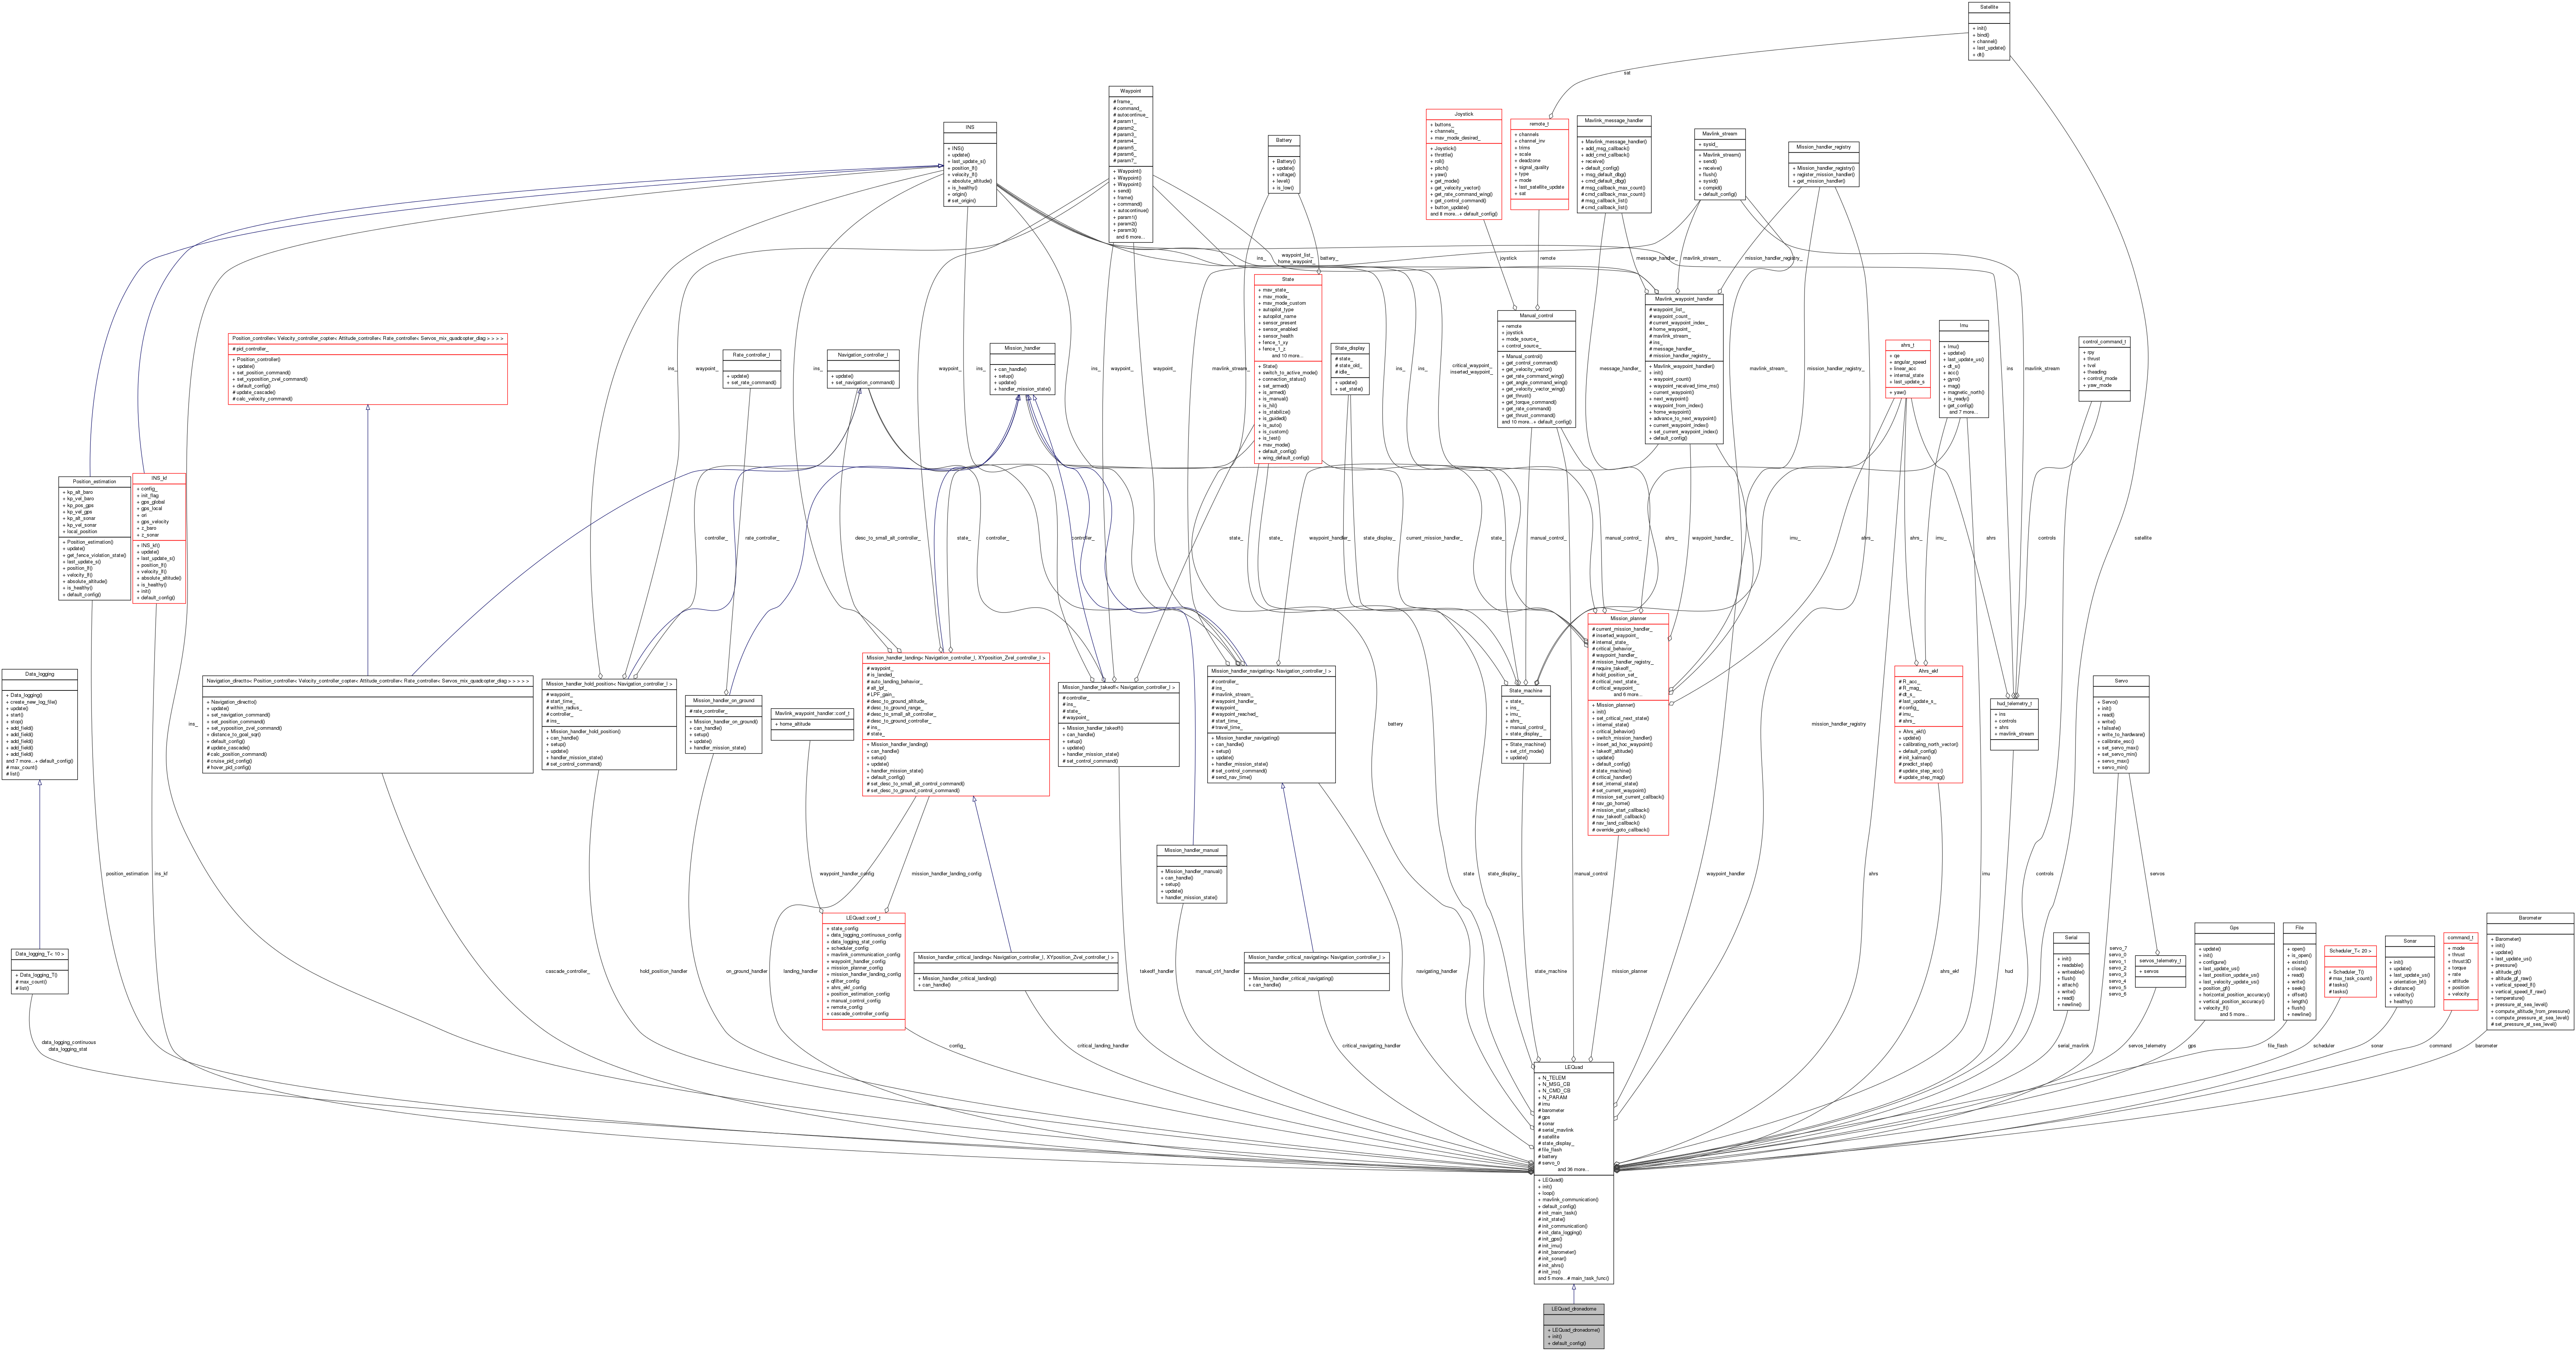 Satellite
+ init()
+ bind()
+ channel()
+ last_update()
+ dt()
sat
Waypoint
# frame_
# command_
# autocontinue_
# param1_
# param2_
# param3_
# param4_
# param5_
# param6_
# param7_
+ Waypoint()
+ Waypoint()
+ Waypoint()
+ send()
+ frame()
+ command()
+ autocontinue()
+ param1()
+ param2()
+ param3()
and 6 more...
INS
+ INS()
+ update()
+ last_update_s()
+ position_lf()
+ velocity_lf()
+ absolute_altitude()
+ is_healthy()
+ origin()
# set_origin()
Battery
+ Battery()
+ update()
+ voltage()
+ level()
+ is_low()
Joystick
+ buttons_
+ channels_
+ max_mode_desired_
+ Joystick()
+ throttle()
+ roll()
+ pitch()
+ yaw()
+ get_mode()
+ get_velocity_vector()
+ get_rate_command_wing()
+ get_control_command()
+ button_update()
and 8 more...+ default_config()
remote_t
+ channels
+ channel_inv
+ trims
+ scale
+ deadzone
+ signal_quality
+ type
+ mode
+ last_satellite_update
+ sat
Mavlink_message_handler
+ Mavlink_message_handler()
+ add_msg_callback()
+ add_cmd_callback()
+ receive()
+ default_config()
+ msg_default_dbg()
+ cmd_default_dbg()
# msg_callback_max_count()
# cmd_callback_max_count()
# msg_callback_list()
# cmd_callback_list()
Mavlink_stream
+ sysid_
+ Mavlink_stream()
+ send()
+ receive()
+ flush()
+ sysid()
+ compid()
+ default_config()
Mission_handler_registry
+ Mission_handler_registry()
+ register_mission_handler()
+ get_mission_handler()
ins_
waypoint_list_
home_waypoint_
battery_
joystick
remote
message_handler_
mavlink_stream_
mission_handler_registry_
State
+ mav_state_
+ mav_mode_
+ mav_mode_custom
+ autopilot_type
+ autopilot_name
+ sensor_present
+ sensor_enabled
+ sensor_health
+ fence_1_xy
+ fence_1_z
and 10 more...
+ State()
+ switch_to_active_mode()
+ connection_status()
+ set_armed()
+ is_armed()
+ is_manual()
+ is_hil()
+ is_stabilize()
+ is_guided()
+ is_auto()
+ is_custom()
+ is_test()
+ mav_mode()
+ default_config()
+ wing_default_config()
Manual_control
+ remote
+ joystick
+ mode_source_
+ control_source_
+ Manual_control()
+ get_control_command()
+ get_velocity_vector()
+ get_rate_command_wing()
+ get_angle_command_wing()
+ get_velocity_vector_wing()
+ get_thrust()
+ get_torque_command()
+ get_rate_command()
+ get_thrust_command()
and 10 more...+ default_config()
Mavlink_waypoint_handler
# waypoint_list_
# waypoint_count_
# current_waypoint_index_
# home_waypoint_
# mavlink_stream_
# ins_
# message_handler_
# mission_handler_registry_
+ Mavlink_waypoint_handler()
+ init()
+ waypoint_count()
+ waypoint_received_time_ms()
+ current_waypoint()
+ next_waypoint()
+ waypoint_from_index()
+ home_waypoint()
+ advance_to_next_waypoint()
+ current_waypoint_index()
+ set_current_waypoint_index()
+ default_config()
Imu
+ Imu()
+ update()
+ last_update_us()
+ dt_s()
+ acc()
+ gyro()
+ mag()
+ magnetic_north()
+ is_ready()
+ get_config()
and 7 more...
ahrs_t
+ qe
+ angular_speed
+ linear_acc
+ internal_state
+ last_update_s
+ yaw()
control_command_t
+ rpy
+ thrust
+ tvel
+ theading
+ control_mode
+ yaw_mode
Position_controller< Velocity_controller_copter< Attitude_controller< Rate_controller< Servos_mix_quadcopter_diag > > > >
# pid_controller_
+ Position_controller()
+ update()
+ set_position_command()
+ set_xyposition_zvel_command()
+ default_config()
# update_cascade()
# calc_velocity_command()
Rate_controller_I
+ update()
+ set_rate_command()
Navigation_controller_I
+ update()
+ set_navigation_command()
Mission_handler
+ can_handle()
+ setup()
+ update()
+ handler_mission_state()
State_display
# state_
# state_old_
# idle_
+ update()
+ set_state()
ins_
waypoint_
ins_
waypoint_
ins_
waypoint_
waypoint_
mavlink_stream_
ins_
ins_
critical_waypoint_
inserted_waypoint_
message_handler_
mavlink_stream_
mission_handler_registry_
ins
mavlink_stream
Position_estimation
+ kp_alt_baro
+ kp_vel_baro
+ kp_pos_gps
+ kp_vel_gps
+ kp_alt_sonar
+ kp_vel_sonar
+ local_position
+ Position_estimation()
+ update()
+ get_fence_violation_state()
+ last_update_s()
+ position_lf()
+ velocity_lf()
+ absolute_altitude()
+ is_healthy()
+ default_config()
INS_kf
+ config_
+ init_flag
+ gps_global
+ gps_local
+ ori
+ gps_velocity
+ z_baro
+ z_sonar
+ INS_kf()
+ update()
+ last_update_s()
+ position_lf()
+ velocity_lf()
+ absolute_altitude()
+ is_healthy()
+ init()
+ default_config()
controller_
rate_controller_
desc_to_small_alt_controller_
state_
controller_
controller_
state_
state_
waypoint_handler_
state_display_
current_mission_handler_
state_
manual_control_
manual_control_
ahrs_
waypoint_handler_
imu_
ahrs_
ahrs_
imu_
ahrs
controls
satellite
Data_logging
+ Data_logging()
+ create_new_log_file()
+ update()
+ start()
+ stop()
+ add_field()
+ add_field()
+ add_field()
+ add_field()
+ add_field()
and 7 more...+ default_config()
# max_count()
# list()
Navigation_directto< Position_controller< Velocity_controller_copter< Attitude_controller< Rate_controller< Servos_mix_quadcopter_diag > > > > >
+ Navigation_directto()
+ update()
+ set_navigation_command()
+ set_position_command()
+ set_xyposition_zvel_command()
+ distance_to_goal_sqr()
+ default_config()
# update_cascade()
# calc_position_command()
# cruise_pid_config()
# hover_pid_config()
Mission_handler_hold_position< Navigation_controller_I >
# waypoint_
# start_time_
# within_radius_
# controller_
# ins_
+ Mission_handler_hold_position()
+ can_handle()
+ setup()
+ update()
+ handler_mission_state()
# set_control_command()
Mission_handler_on_ground
# rate_controller_
+ Mission_handler_on_ground()
+ can_handle()
+ setup()
+ update()
+ handler_mission_state()
Mavlink_waypoint_handler::conf_t
+ home_altitude
Mission_handler_landing< Navigation_controller_I, XYposition_Zvel_controller_I >
# waypoint_
# is_landed_
# auto_landing_behavior_
# alt_lpf_
# LPF_gain_
# desc_to_ground_altitude_
# desc_to_ground_range_
# desc_to_small_alt_controller_
# desc_to_ground_controller_
# ins_
# state_
+ Mission_handler_landing()
+ can_handle()
+ setup()
+ update()
+ handler_mission_state()
+ default_config()
# set_desc_to_small_alt_control_command()
# set_desc_to_ground_control_command()
Mission_handler_takeoff< Navigation_controller_I >
# controller_
# ins_
# state_
# waypoint_
+ Mission_handler_takeoff()
+ can_handle()
+ setup()
+ update()
+ handler_mission_state()
# set_control_command()
Mission_handler_navigating< Navigation_controller_I >
# controller_
# ins_
# mavlink_stream_
# waypoint_handler_
# waypoint_
# waypoint_reached_
# start_time_
# travel_time_
+ Mission_handler_navigating()
+ can_handle()
+ setup()
+ update()
+ handler_mission_state()
# set_control_command()
# send_nav_time()
State_machine
+ state_
+ ins_
+ imu_
+ ahrs_
+ manual_control_
+ state_display_
+ State_machine()
+ set_ctrl_mode()
+ update()
Mission_planner
# current_mission_handler_
# inserted_waypoint_
# internal_state_
# critical_behavior_
# waypoint_handler_
# mission_handler_registry_
# require_takeoff_
# hold_position_set_
# critical_next_state_
# critical_waypoint_
and 6 more...
+ Mission_planner()
+ init()
+ set_critical_next_state()
+ internal_state()
+ critical_behavior()
+ switch_mission_handler()
+ insert_ad_hoc_waypoint()
+ takeoff_altitude()
+ update()
+ default_config()
# state_machine()
# critical_handler()
# set_internal_state()
# set_current_waypoint()
# mission_set_current_callback()
# nav_go_home()
# mission_start_callback()
# nav_takeoff_callback()
# nav_land_callback()
# override_goto_callback()
Ahrs_ekf
# R_acc_
# R_mag_
# dt_s_
# last_update_s_
# config_
# imu_
# ahrs_
+ Ahrs_ekf()
+ update()
+ calibrating_north_vector()
+ default_config()
# init_kalman()
# predict_step()
# update_step_acc()
# update_step_mag()
hud_telemetry_t
+ ins
+ controls
+ ahrs
+ mavlink_stream
Servo
+ Servo()
+ init()
+ read()
+ write()
+ failsafe()
+ write_to_hardware()
+ calibrate_esc()
+ set_servo_max()
+ set_servo_min()
+ servo_max()
+ servo_min()
ins_
battery
mission_handler_registry
Mission_handler_manual
+ Mission_handler_manual()
+ can_handle()
+ setup()
+ update()
+ handler_mission_state()
position_estimation
ins_kf
waypoint_handler_config
mission_handler_landing_config
state
state_display_
manual_control
waypoint_handler
ahrs
imu
controls
servos
Data_logging_T< 10 >
+ Data_logging_T()
# max_count()
# list()
cascade_controller_
hold_position_handler
on_ground_handler
landing_handler
LEQuad::conf_t
+ state_config
+ data_logging_continuous_config
+ data_logging_stat_config
+ scheduler_config
+ mavlink_communication_config
+ waypoint_handler_config
+ mission_planner_config
+ mission_handler_landing_config
+ qfilter_config
+ ahrs_ekf_config
+ position_estimation_config
+ manual_control_config
+ remote_config
+ cascade_controller_config
Mission_handler_critical_landing< Navigation_controller_I, XYposition_Zvel_controller_I >
+ Mission_handler_critical_landing()
+ can_handle()
takeoff_handler
manual_ctrl_handler
Mission_handler_critical_navigating< Navigation_controller_I >
+ Mission_handler_critical_navigating()
+ can_handle()
navigating_handler
state_machine
mission_planner
ahrs_ekf
hud
Serial
+ init()
+ readable()
+ writeable()
+ flush()
+ attach()
+ write()
+ read()
+ newline()
servo_7
servo_0
servo_1
servo_2
servo_3
servo_4
servo_5
servo_6
servos_telemetry_t
+ servos
Gps
+ update()
+ init()
+ configure()
+ last_update_us()
+ last_position_update_us()
+ last_velocity_update_us()
+ position_gf()
+ horizontal_position_accuracy()
+ vertical_position_accuracy()
+ velocity_lf()
and 5 more...
File
+ open()
+ is_open()
+ exists()
+ close()
+ read()
+ write()
+ seek()
+ offset()
+ length()
+ flush()
+ newline()
Scheduler_T< 20 >
+ Scheduler_T()
# max_task_count()
# tasks()
# tasks()
Sonar
+ init()
+ update()
+ last_update_us()
+ orientation_bf()
+ distance()
+ velocity()
+ healthy()
command_t
+ mode
+ thrust
+ thrust3D
+ torque
+ rate
+ attitude
+ position
+ velocity
Barometer
+ Barometer()
+ init()
+ update()
+ last_update_us()
+ pressure()
+ altitude_gf()
+ altitude_gf_raw()
+ vertical_speed_lf()
+ vertical_speed_lf_raw()
+ temperature()
+ pressure_at_sea_level()
+ compute_altitude_from_pressure()
+ compute_pressure_at_sea_level()
# set_pressure_at_sea_level()
data_logging_continuous
data_logging_stat
config_
critical_landing_handler
critical_navigating_handler
serial_mavlink
servos_telemetry
gps
file_flash
scheduler
sonar
command
barometer
LEQuad
+ N_TELEM
+ N_MSG_CB
+ N_CMD_CB
+ N_PARAM
# imu
# barometer
# gps
# sonar
# serial_mavlink
# satellite
# state_display_
# file_flash
# battery
# servo_0
and 36 more...
+ LEQuad()
+ init()
+ loop()
+ mavlink_communication()
+ default_config()
# init_main_task()
# init_state()
# init_communication()
# init_data_logging()
# init_gps()
# init_imu()
# init_barometer()
# init_sonar()
# init_ahrs()
# init_ins()
and 5 more...# main_task_func()
LEQuad_dronedome
+ LEQuad_dronedome()
+ init()
+ default_config()